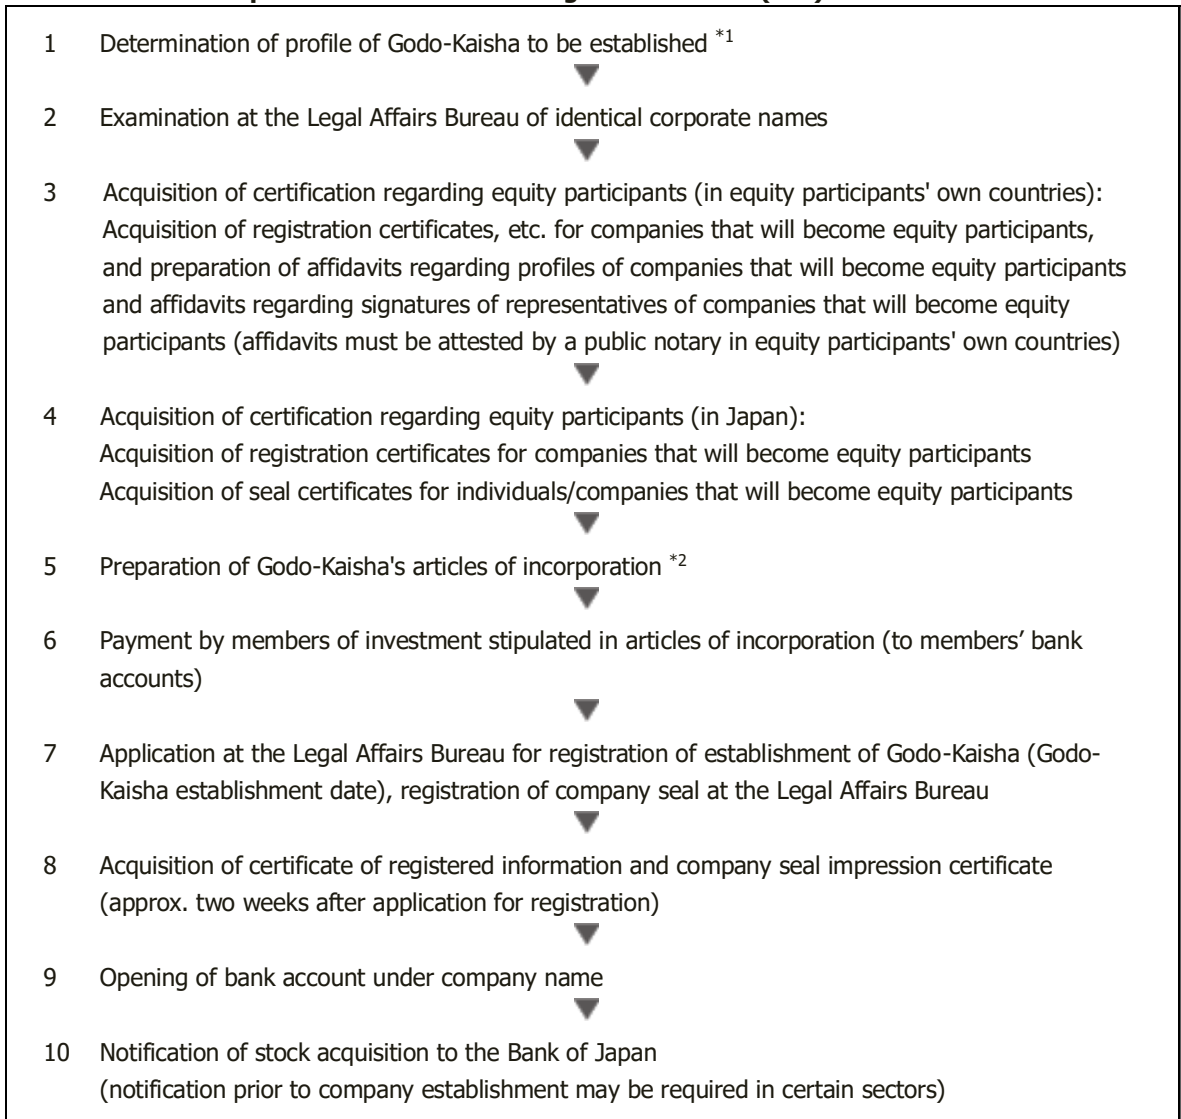 1 Determination of profile of Godo-Kaisha to be established *1
2 Examination at the Legal Affairs Bureau of identical corporate names
3 Acquisition of certification regarding equity participants (in equity participants' own countries):
Acquisition of registration certificates, etc. for companies that will become equity participants,
and preparation of affidavits regarding profiles of companies that will become equity participants
and affidavits regarding signatures of representatives of companies that will become equity
participants (affidavits must be attested by a public notary in equity participants' own countries)
4 Acquisition of certification regarding equity participants (in Japan):
Acquisition of registration certificates for companies that will become equity participants
Acquisition of seal certificates for individuals/companies that will become equity participants
5 Preparation of Godo-Kaisha's articles of incorporation *2
6 Payment by members of investment stipulated in articles of incorporation (to members’ bank
accounts)
7 Application at the Legal Affairs Bureau for registration of establishment of Godo-Kaisha (Godo-
Kaisha establishment date), registration of company seal at the Legal Affairs Bureau
8 Acquisition of certificate of registered information and company seal impression certificate
(approx. two weeks after application for registration)
9 Opening of bank account under company name
10 Notification of stock acquisition to the Bank of Japan
(notification prior to company establishment may be required in certain sectors)